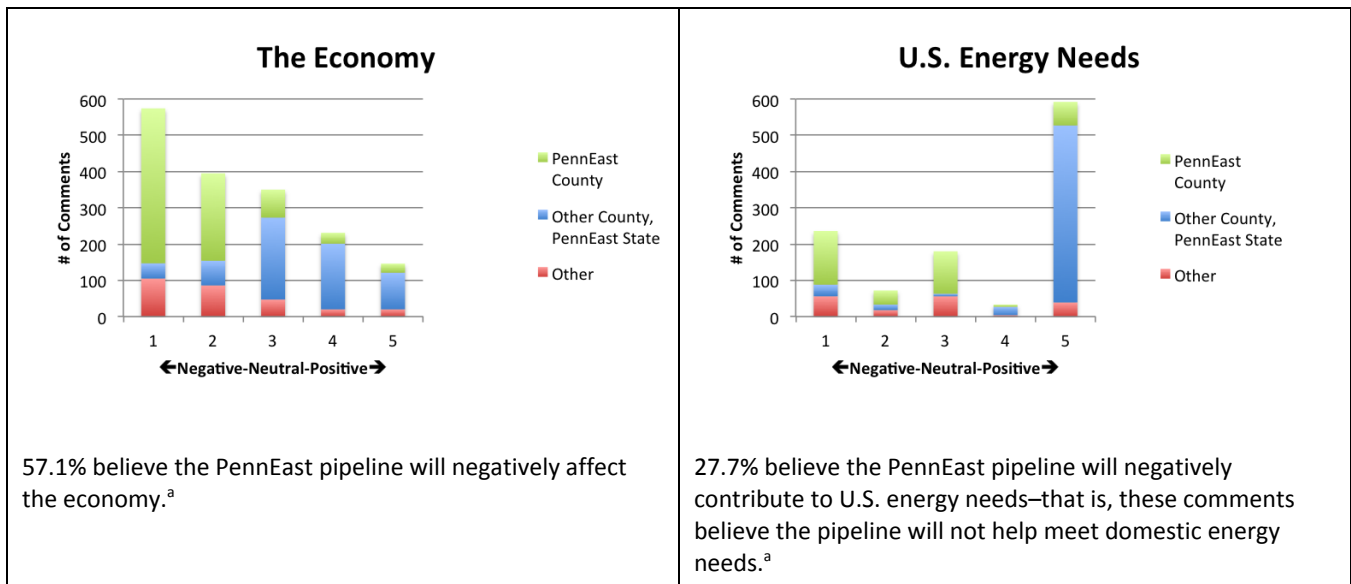 The Economy
# of Comments
600
500
400
300
200
100
0
1 2 3 4 5
🡸Negative-Neutral-Positive🡺
PennEast
County
Other County,
PennEast State
Other
57.1% believe the PennEast pipeline will negatively affect
the economy.ᵃ
U.S. Energy Needs
# of Comments
600
500
400
300
200
100
0
1 2 3 4 5
🡸Negative-Neutral-Positive🡺
PennEast
County
Other County,
PennEast State
Other
27.7% believe the PennEast pipeline will negatively
contribute to U.S. energy needs–that is, these comments
believe the pipeline will not help meet domestic energy
needs.ᵃ